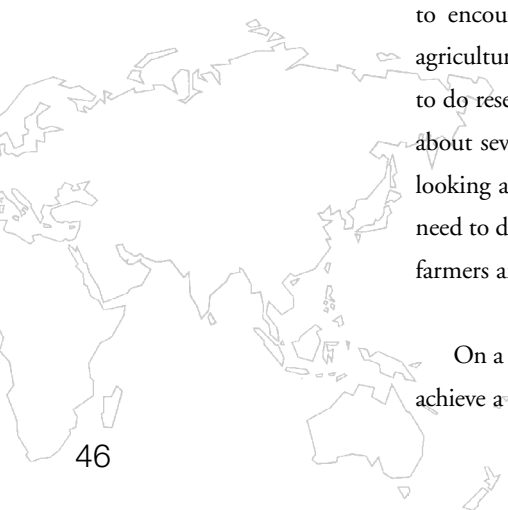 to encou
agricultur
to do rese
about sev
looking a
need to d
farmers a
On a
achieve a
46